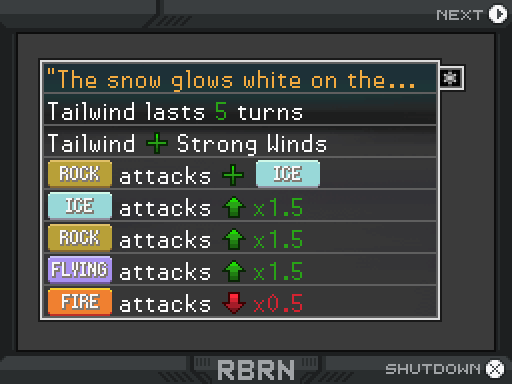 NEXT
"The snow glows white on the...
Tailwind lasts 5 turns
Tailwind + Strong Winds
ROCK attacks + ICE
ICE attacks ↑ x1.5
ROCK attacks ↑ x1.5
FLYING attacks ↑ x1.5
FIRE attacks ↓ x0.5
RBRN
SHUTDOWN